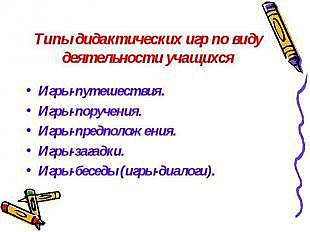 Типы дидактических игр по виду
деятельности учащихся
• Игры-путешествия.
• Игры-поручения.
• Игры-предположения.
• Игры-загадки.
• Игры-беседы (игры-диалоги).